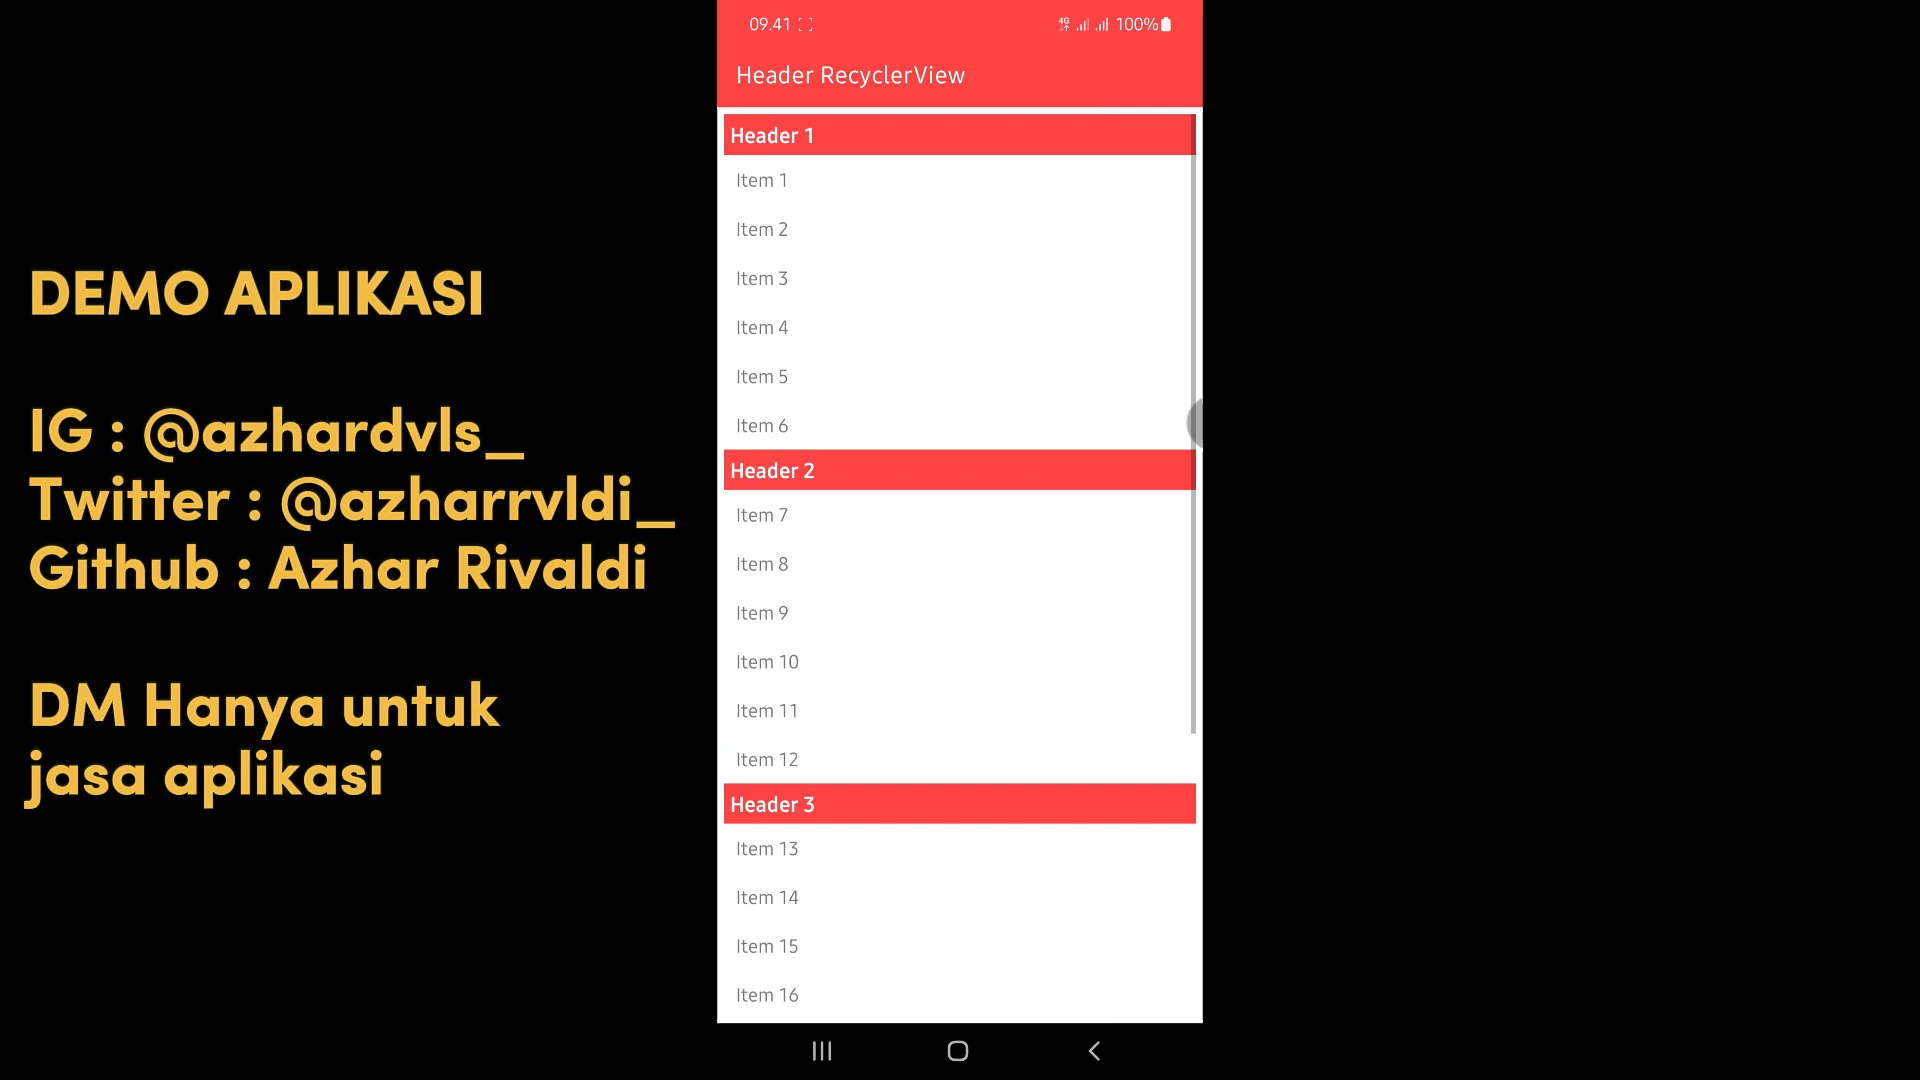 DEMO APLIKASI
IG : @azhardvls_
Twitter : @azharrvldi_
Github : Azhar Rivaldi
DM Hanya untuk
jasa aplikasi
09.41
4G 100%
Header RecyclerView
Header 1
Item 1
Item 2
Item 3
Item 4
Item 5
Item 6
Header 2
Item 7
Item 8
Item 9
Item 10
Item 11
Item 12
Header 3
Item 13
Item 14
Item 15
Item 16